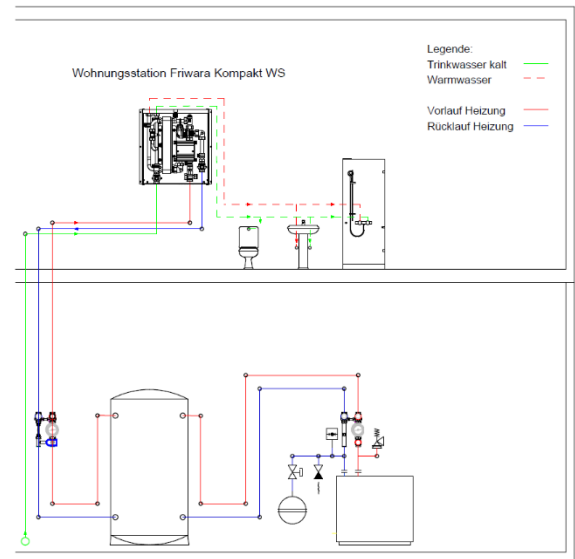 Legende:
Trinkwasser kalt
Warmwasser
Wohnungsstation Friwara Kompakt WS
Vorlauf Heizung
Rücklauf Heizung